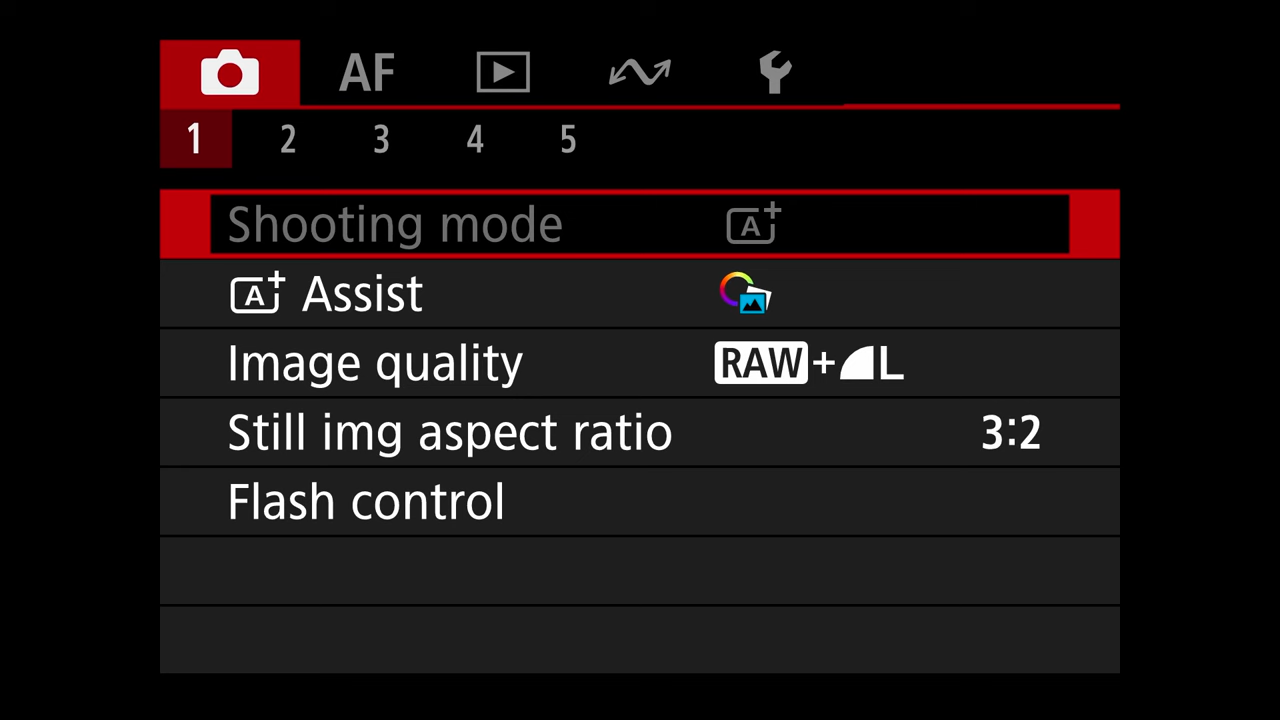 AF
1 2 3 4 5
Shooting mode A+
A+ Assist
Image quality RAW+L
Still img aspect ratio 3:2
Flash control